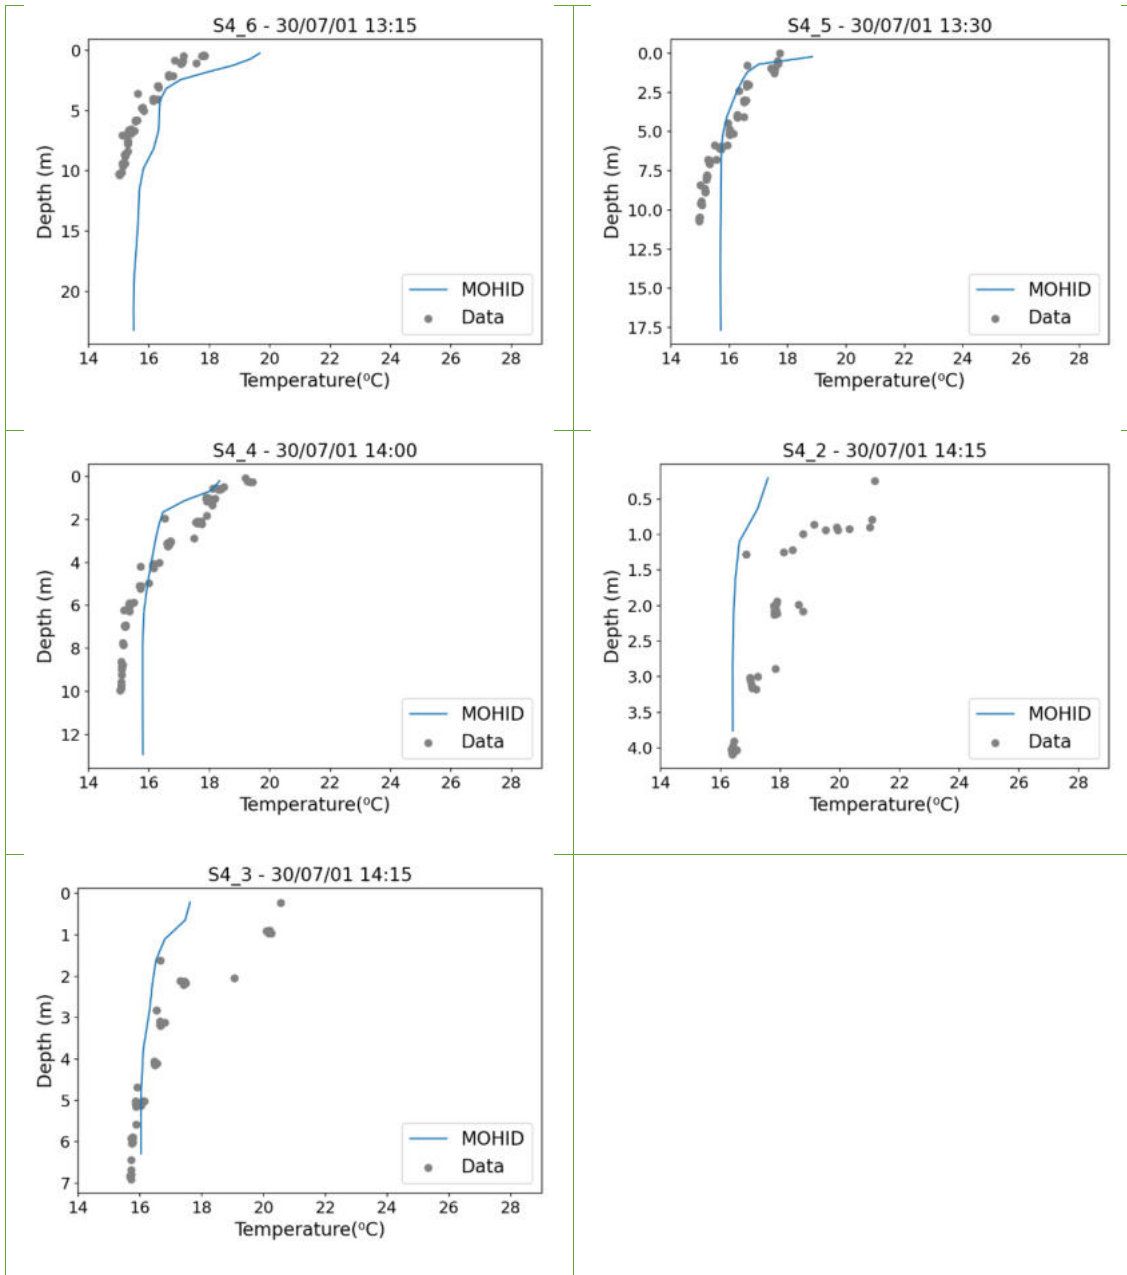 S4_6 - 30/07/01 13:15
0
5
10
15
20
Depth (m)
MOHID
Data
14 16 18 20 22 24 26 28
Temperature(ºC)
S4_5 - 30/07/01 13:30
0.0
2.5
5.0
7.5
10.0
12.5
15.0
17.5
Depth (m)
MOHID
Data
14 16 18 20 22 24 26 28
Temperature(ºC)
S4_4 - 30/07/01 14:00
0
2
4
6
8
10
12
Depth (m)
MOHID
Data
14 16 18 20 22 24 26 28
Temperature(ºC)
S4_2 - 30/07/01 14:15
0.5
1.0
1.5
2.0
2.5
3.0
3.5
4.0
Depth (m)
MOHID
Data
14 16 18 20 22 24 26 28
Temperature(ºC)
S4_3 - 30/07/01 14:15
0
1
2
3
4
5
6
7
Depth (m)
MOHID
Data
14 16 18 20 22 24 26 28
Temperature(ºC)